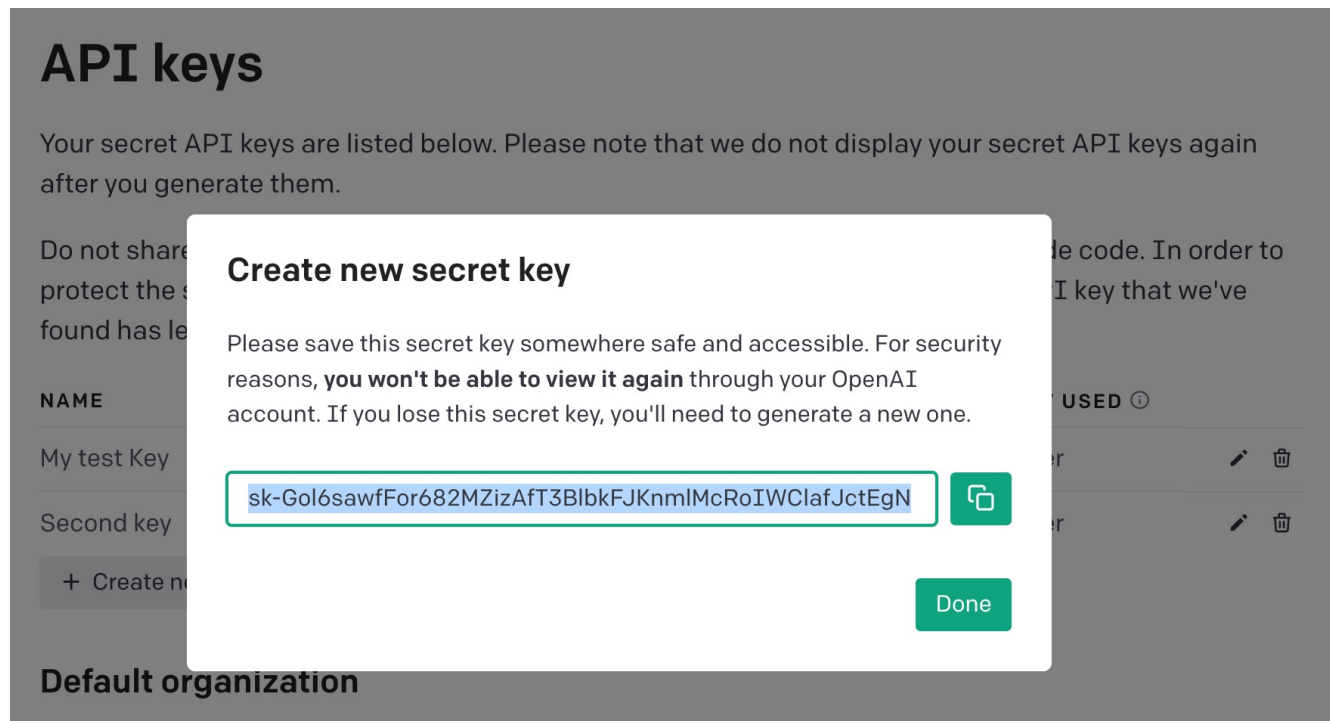 API keys
Your secret API keys are listed below. Please note that we do not display your secret API keys again
after you generate them.
Do not share
code. In order to
protect the
key that we've
found has
Create new secret key
Please save this secret key somewhere safe and accessible. For security
reasons, you won't be able to view it again through your OpenAI
account. If you lose this secret key, you'll need to generate a new one.
NAME
USED
My test Key
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
Second key
+ Create
Done
Default organization